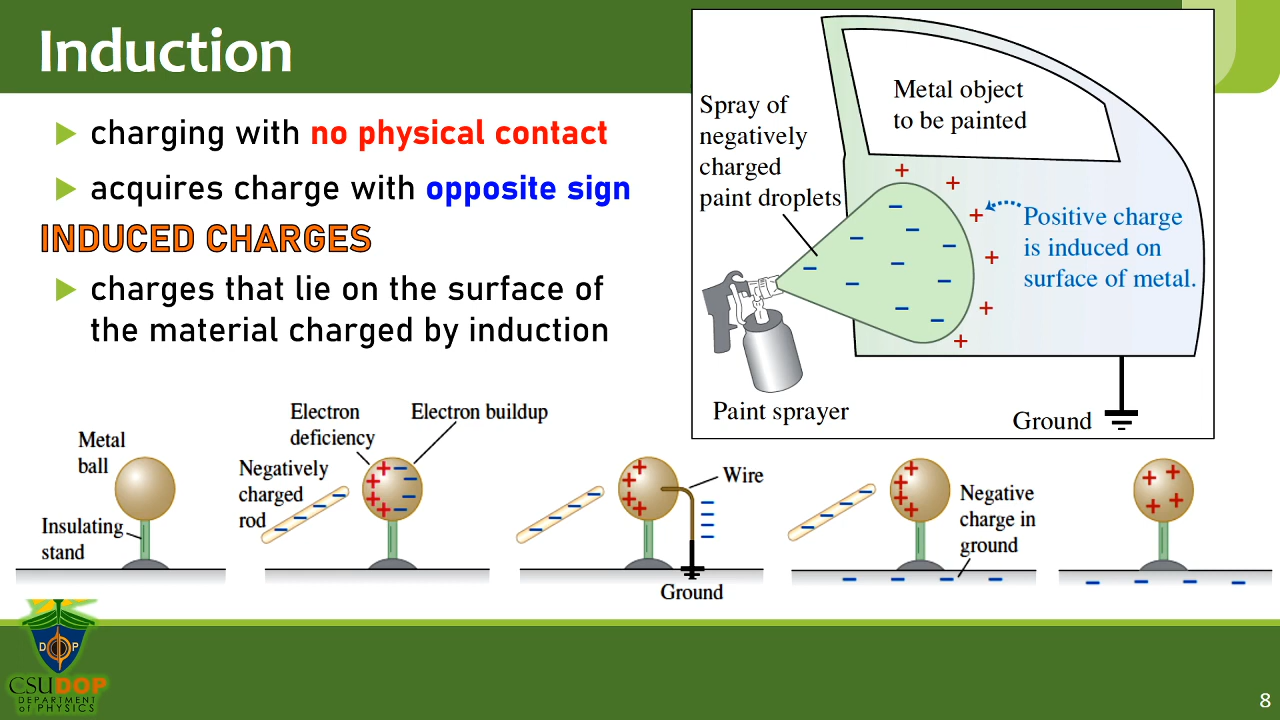 Induction
charging with no physical contact
acquires charge with opposite sign
INDUCED CHARGES
charges that lie on the surface of
the material charged by induction
Spray of
negatively
charged
paint droplets
Metal object
to be painted
Positive charge
is induced on
surface of metal.
Paint sprayer
Ground
Metal
ball
Insulating
stand
Electron
deficiency
Electron buildup
Negatively
charged
rod
Wire
Ground
Negative
charge in
ground
D P
CSUDOP
DEPARTMENT
of PHYSICS
8